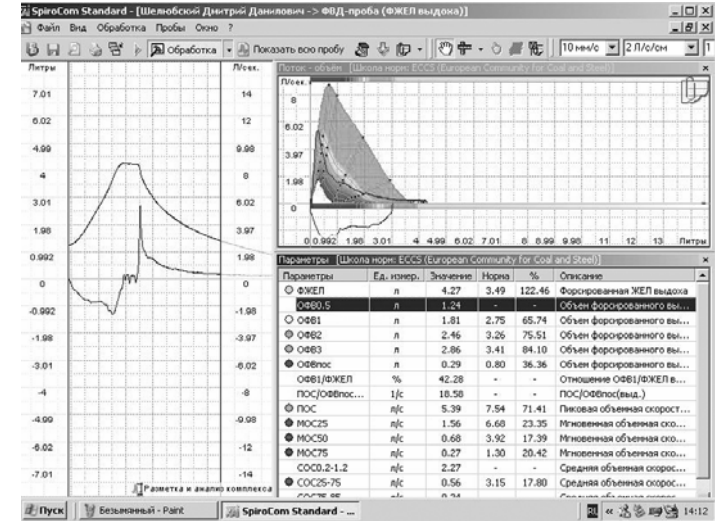 SpiroCom Standard - [Шелюбский Дмитрий Данилович -> ФВД-проба (ФЖЕЛ выдоха)]
Файл Вид Обработка Пробы Окно ?
Обработка Показать всю пробу 10 мм/с 2 Л/с/см 1
Литры Л/сек.
7.01 14
6.02 12
4.99 9.98
4 8
3.01 6.02
1.98 3.97
0.992 1.98
0 0
-0.992 -1.98
-1.98 -3.97
-3.01 -6.02
-4 -8
-4.99 -9.98
-6.02 -12
-7.01 -14
Разметка и анализ комплекса
Поток - объём [Школа норм: ECCS (European Community for Coal and Steel)]
Л/сек.
8
6.02
3.97
1.98
0
0 0.992 1.98 3.01 4 4.99 6.02 7.01 8 8.99 9.98 11 12 13 Литры
Параметры [Школа норм: ECCS (European Community for Coal and Steel)]
Параметры Ед. измер. Значение Норма % Описание
ФЖЕЛ л 4.27 3.49 122.46 Форсированная ЖЕЛ выдоха
ОФВ0.5 л 1.24 - - Объем форсированного вы...
ОФВ1 л 1.81 2.75 65.74 Объем форсированного вы...
ОФВ2 л 2.46 3.26 75.51 Объем форсированного вы...
ОФВ3 л 2.86 3.41 84.10 Объем форсированного вы...
ОФВпос л 0.29 0.80 36.36 Объем форсированного вы...
ОФВ1/ФЖЕЛ % 42.28 - - Отношение ОФВ1/ФЖЕЛ в...
ПОС/ОФВпос... 1/с 18.58 - - ПОС/ОФВпос(выд.)
ПОС л/с 5.39 7.54 71.41 Пиковая объемная скорост...
МОС25 л/с 1.56 6.68 23.35 Мгновенная объемная ско...
МОС50 л/с 0.68 3.92 17.39 Мгновенная объемная ско...
МОС75 л/с 0.27 1.30 20.42 Мгновенная объемная ско...
СОС0.2-1.2 л/с 2.27 - - Средняя объемная скорос...
СОС25-75 л/с 0.56 3.15 17.80 Средняя объемная скорос...
СОС75-85 л/с 0.24 Средняя объемная скорос...
Пуск Безымянный - Paint SpiroCom Standard - ... RL « 14:12